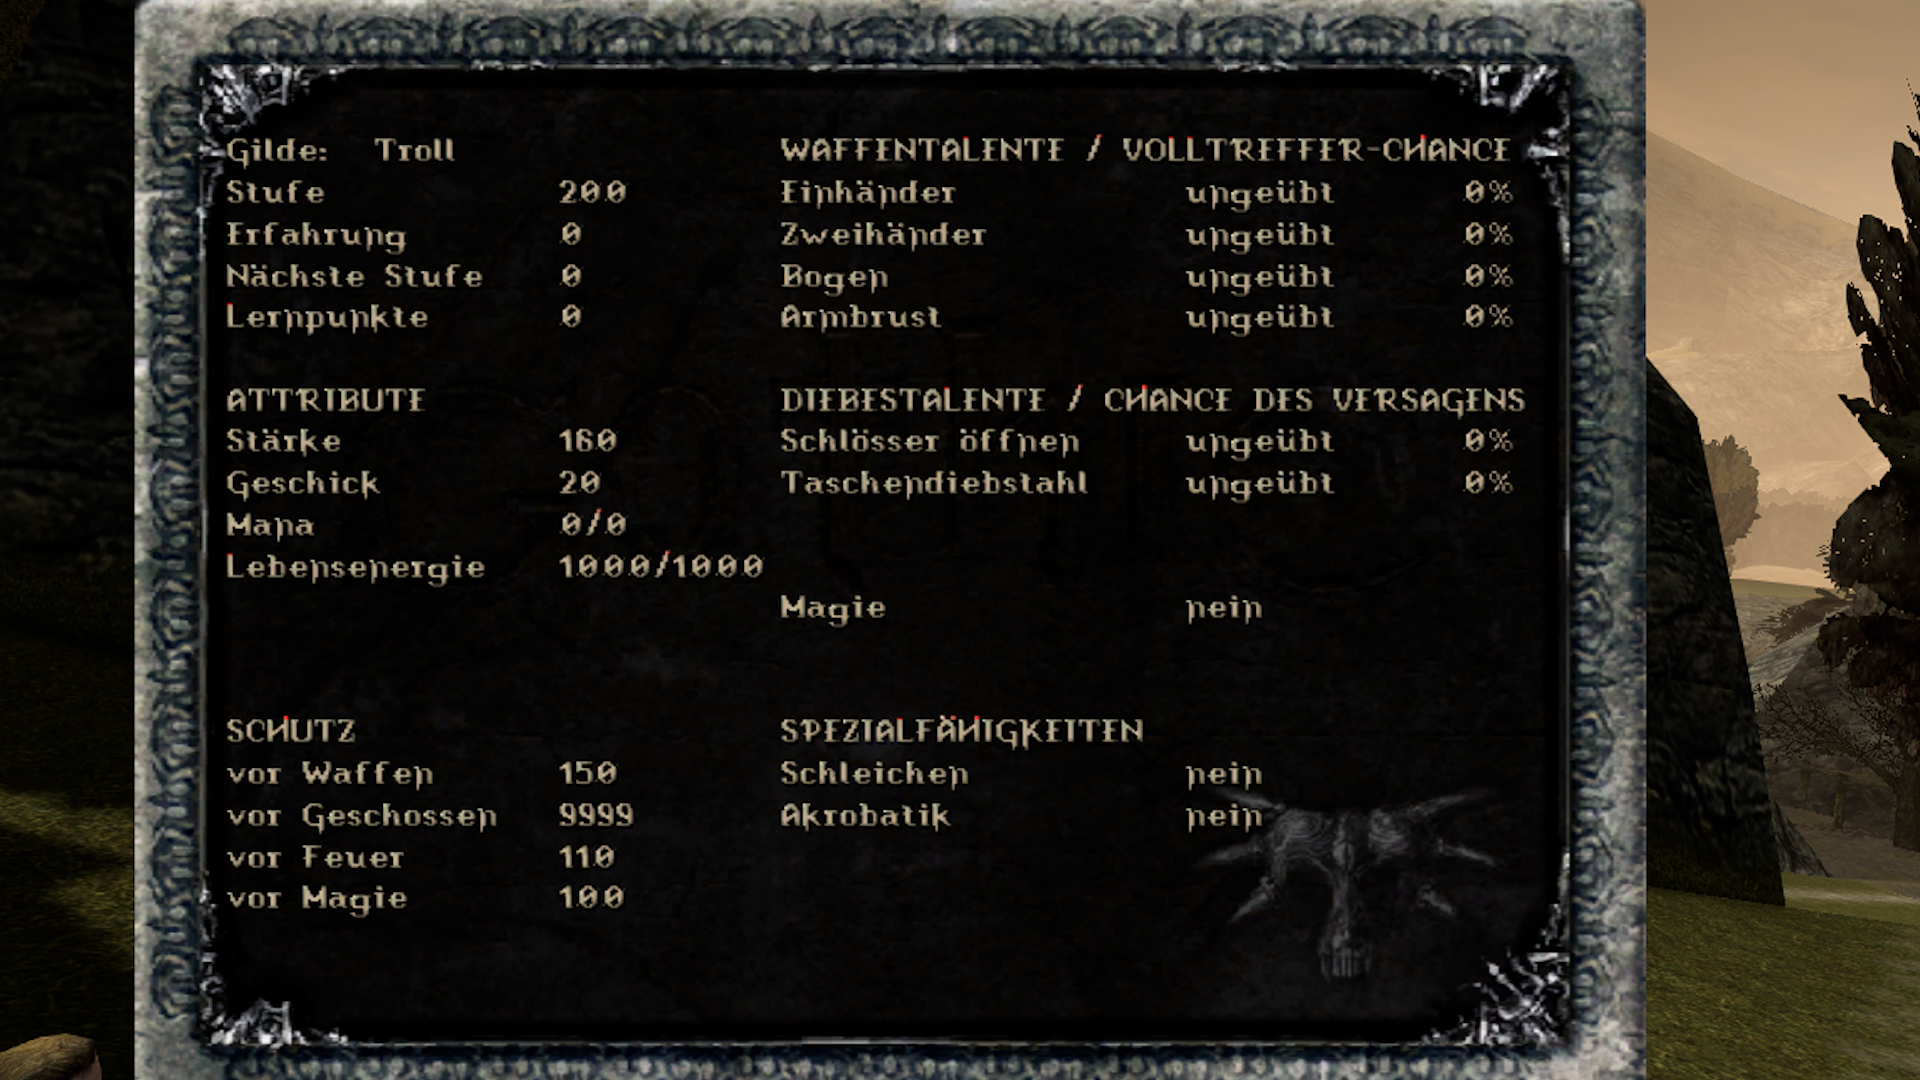 Gilde: Troll
Stufe 200
Erfahrung 0
Nächste Stufe 0
Lernpunkte 0
ATTRIBUTE
Stärke 160
Geschick 20
Mana 0/0
Lebensenergie 1000/1000
SCHUTZ
vor Waffen 150
vor Geschossen 9999
vor Feuer 110
vor Magie 100
WAFFENTALENTE / VOLLTREFFER-CHANCE
Einhänder ungeübt 0%
Zweihänder ungeübt 0%
Bogen ungeübt 0%
Armbrust ungeübt 0%
DIEBESTALENTE / CHANCE DES VERSAGENS
Schlösser öffnen ungeübt 0%
Taschendiebstahl ungeübt 0%
Magie nein
SPEZIALFÄHIGKEITEN
Schleichen nein
Akrobatik nein